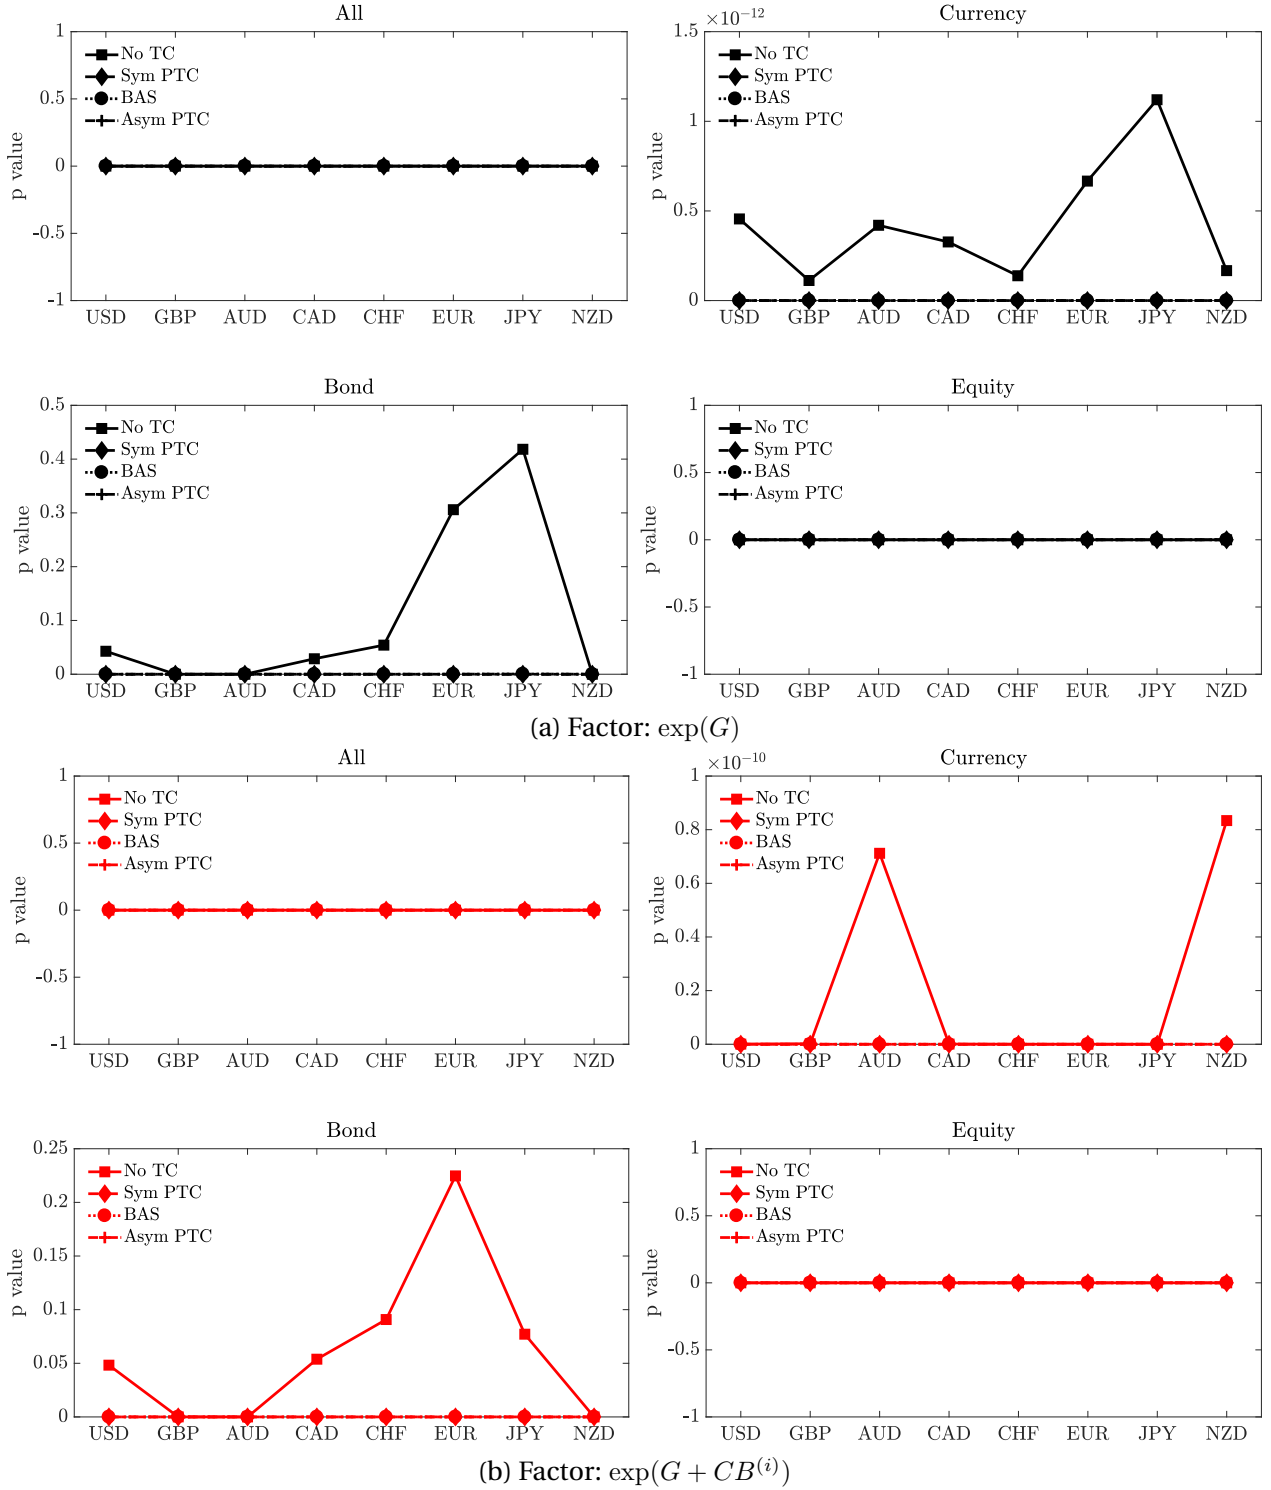 All
1
0.5
0
-0.5
-1
p value
No TC
Sym PTC
BAS
Asym PTC
USD GBP AUD CAD CHF EUR JPY NZD
Currency
×10−12
1.5
1
0.5
0
p value
No TC
Sym PTC
BAS
Asym PTC
USD GBP AUD CAD CHF EUR JPY NZD
Bond
0.5
0.4
0.3
0.2
0.1
0
p value
No TC
Sym PTC
BAS
Asym PTC
USD GBP AUD CAD CHF EUR JPY NZD
Equity
1
0.5
0
-0.5
-1
p value
No TC
Sym PTC
BAS
Asym PTC
USD GBP AUD CAD CHF EUR JPY NZD
(a) Factor: exp(G)
All
1
0.5
0
-0.5
-1
p value
No TC
Sym PTC
BAS
Asym PTC
USD GBP AUD CAD CHF EUR JPY NZD
Currency
×10−10
1
0.8
0.6
0.4
0.2
0
p value
No TC
Sym PTC
BAS
Asym PTC
USD GBP AUD CAD CHF EUR JPY NZD
Bond
0.25
0.2
0.15
0.1
0.05
0
p value
No TC
Sym PTC
BAS
Asym PTC
USD GBP AUD CAD CHF EUR JPY NZD
Equity
1
0.5
0
-0.5
-1
p value
No TC
Sym PTC
BAS
Asym PTC
USD GBP AUD CAD CHF EUR JPY NZD
(b) Factor: exp(G + CB(i))